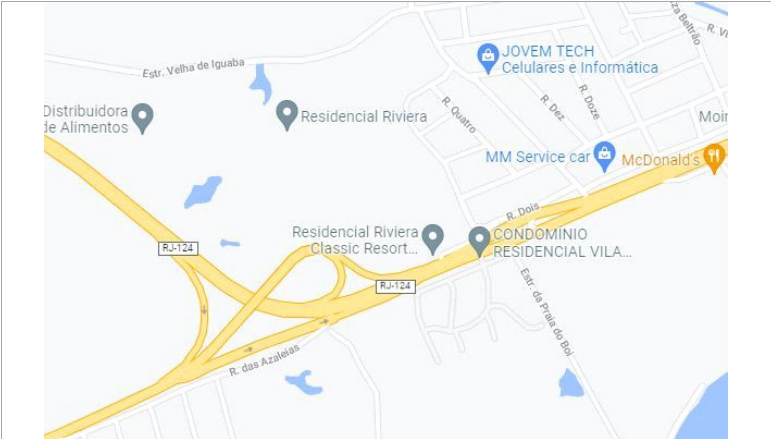 Estr. Velha de Iguaba
JOVEM TECH
Celulares e Informática
R. Quatro
R. Dez
R. Doze
Distribuidora
de Alimentos
Residencial Riviera
MM Service car
McDonald's
R. Dois
Residencial Riviera
Classic Resort...
CONDOMÍNIO
RESIDENCIAL VILA...
RJ-124
RJ-124
Estr. da Praia do Boi
R. das Azaleias